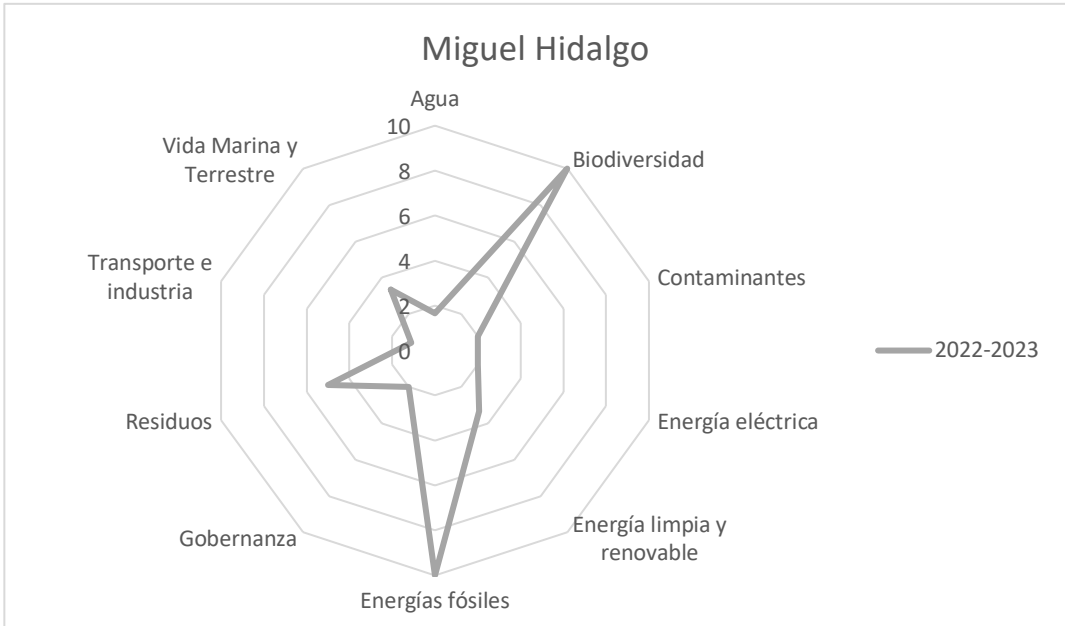 Miguel Hidalgo
Agua
10
8
6
4
2
0
Biodiversidad
Contaminantes
Energía eléctrica
Energía limpia y
renovable
Energías fósiles
Gobernanza
Residuos
Transporte e
industria
Vida Marina y
Terrestre
2022-2023